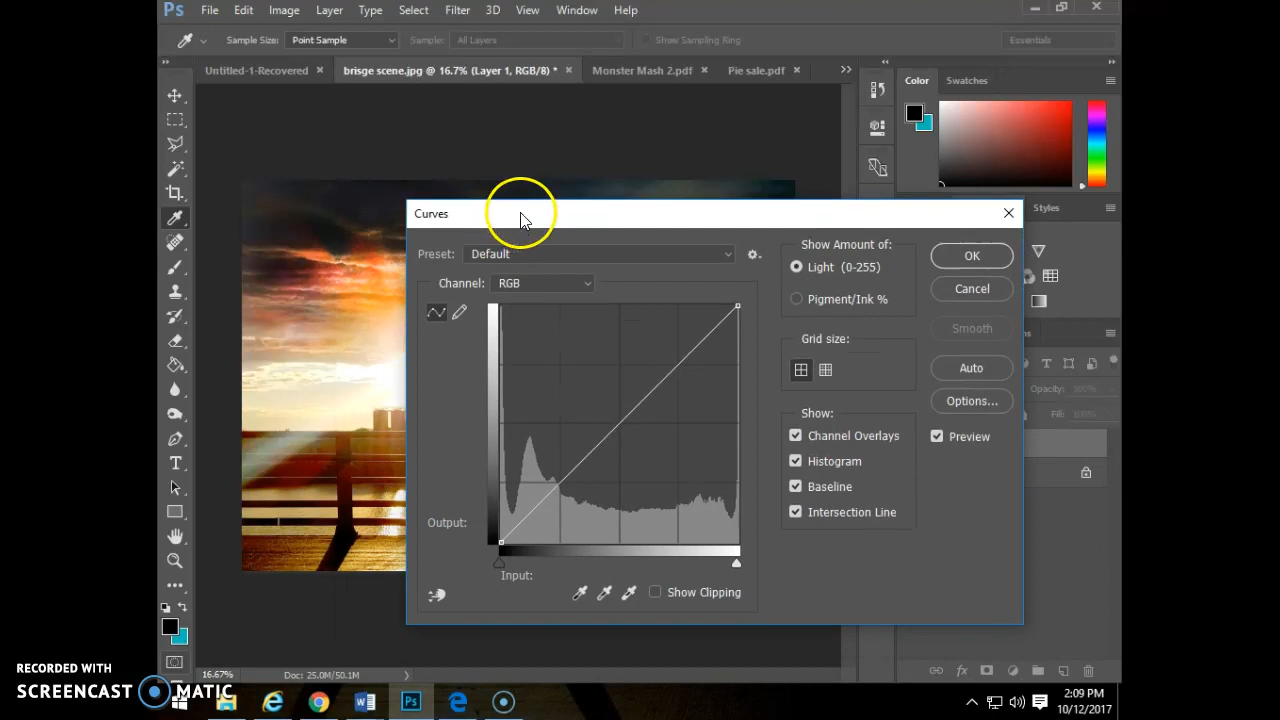 Ps File Edit Image Layer Type Select Filter 3D View Window Help
Sample Size: Point Sample Sample: All Layers Show Sampling Ring Essentials
Untitled-1-Recovered × brisge scene.jpg @ 16.7% (Layer 1, RGB/8) * × Monster Mash 2.pdf × Pie sale.pdf ×
Color Swatches
Styles
Curves
Preset: Default
Channel: RGB
Output:
Input:
Show Clipping
Show Amount of:
Light (0-255)
Pigment/Ink %
Grid size:
Show:
Channel Overlays
Histogram
Baseline
Intersection Line
OK
Cancel
Smooth
Auto
Options...
Preview
Opacity: 100%
Fill: 100%
16.67% Doc: 25.0M/50.1M
RECORDED WITH
SCREENCAST MATIC
2:09 PM
10/12/2017